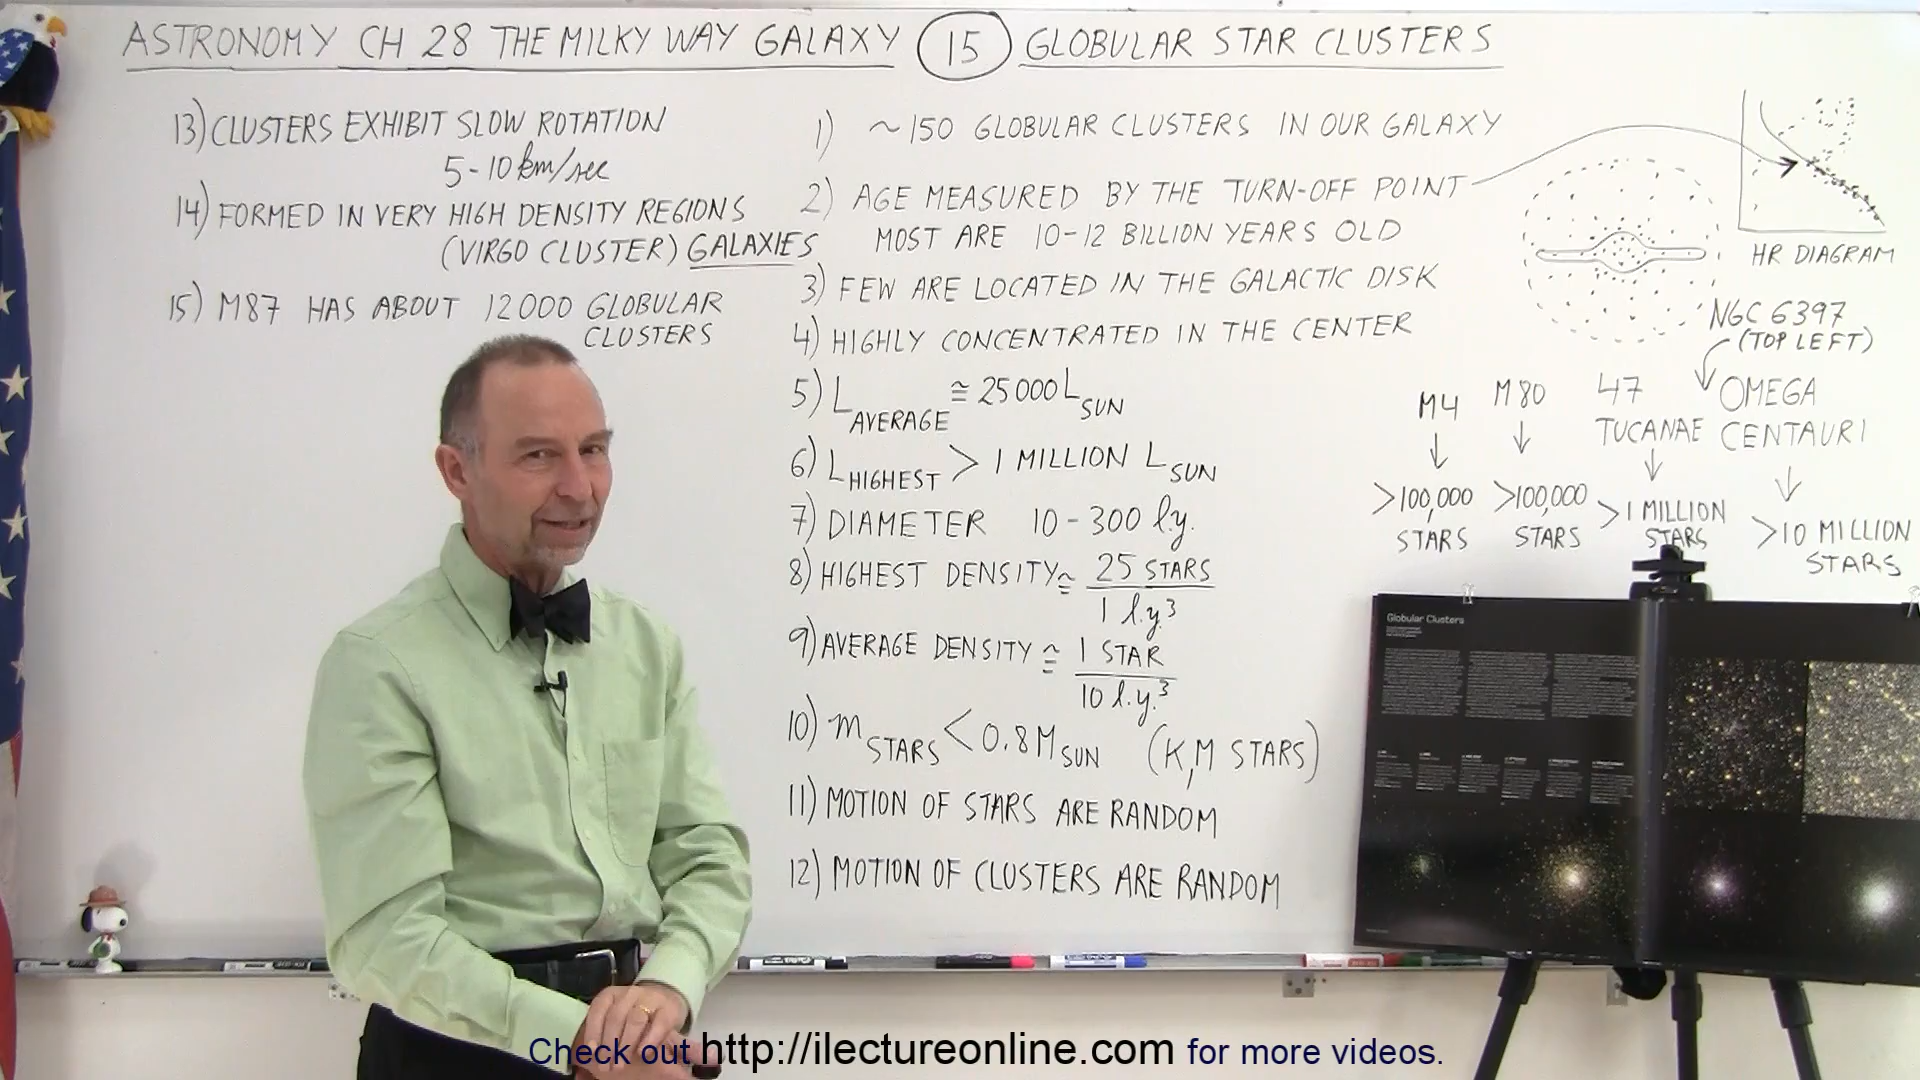 ASTRONOMY CH 28 THE MILKY WAY GALAXY 15 GLOBULAR STAR CLUSTERS
13) CLUSTERS EXHIBIT SLOW ROTATION
5-10 km/sec
14) FORMED IN VERY HIGH DENSITY REGIONS
(VIRGO CLUSTER) GALAXIES
15) M87 HAS ABOUT 12000 GLOBULAR
CLUSTERS
1) ~150 GLOBULAR CLUSTERS IN OUR GALAXY
2) AGE MEASURED BY THE TURN-OFF POINT
MOST ARE 10-12 BILLION YEARS OLD
3) FEW ARE LOCATED IN THE GALACTIC DISK
4) HIGHLY CONCENTRATED IN THE CENTER
5) L AVERAGE ≅ 25000 L SUN
6) L HIGHEST > 1 MILLION L SUN
7) DIAMETER 10-300 l.y.
8) HIGHEST DENSITY ≅ 25 STARS
1 l.y.³
9) AVERAGE DENSITY ≅ 1 STAR
10 l.y.³
10) m STARS < 0.8 M SUN (K,M STARS)
11) MOTION OF STARS ARE RANDOM
12) MOTION OF CLUSTERS ARE RANDOM
HR DIAGRAM
NGC 6397
(TOP LEFT)
M4
>100,000
STARS
M80
>100,000
STARS
47
TUCANAE
>1 MILLION
STARS
OMEGA
CENTAURI
>10 MILLION
STARS
Globular Clusters
Check out http://ilectureonline.com for more videos.